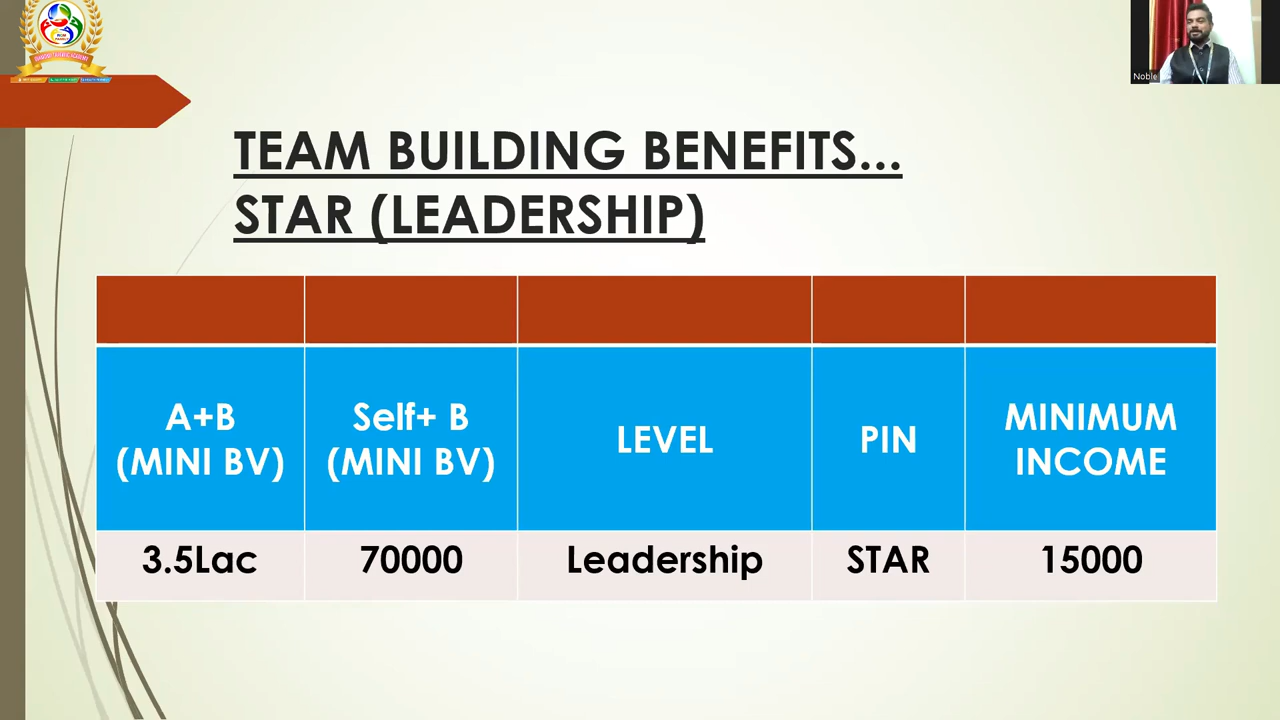 TEAM BUILDING BENEFITS...
STAR (LEADERSHIP)
A+B
(MINI BV)
Self+ B
(MINI BV)
LEVEL
PIN
MINIMUM
INCOME
3.5Lac
70000
Leadership
STAR
15000
Noble